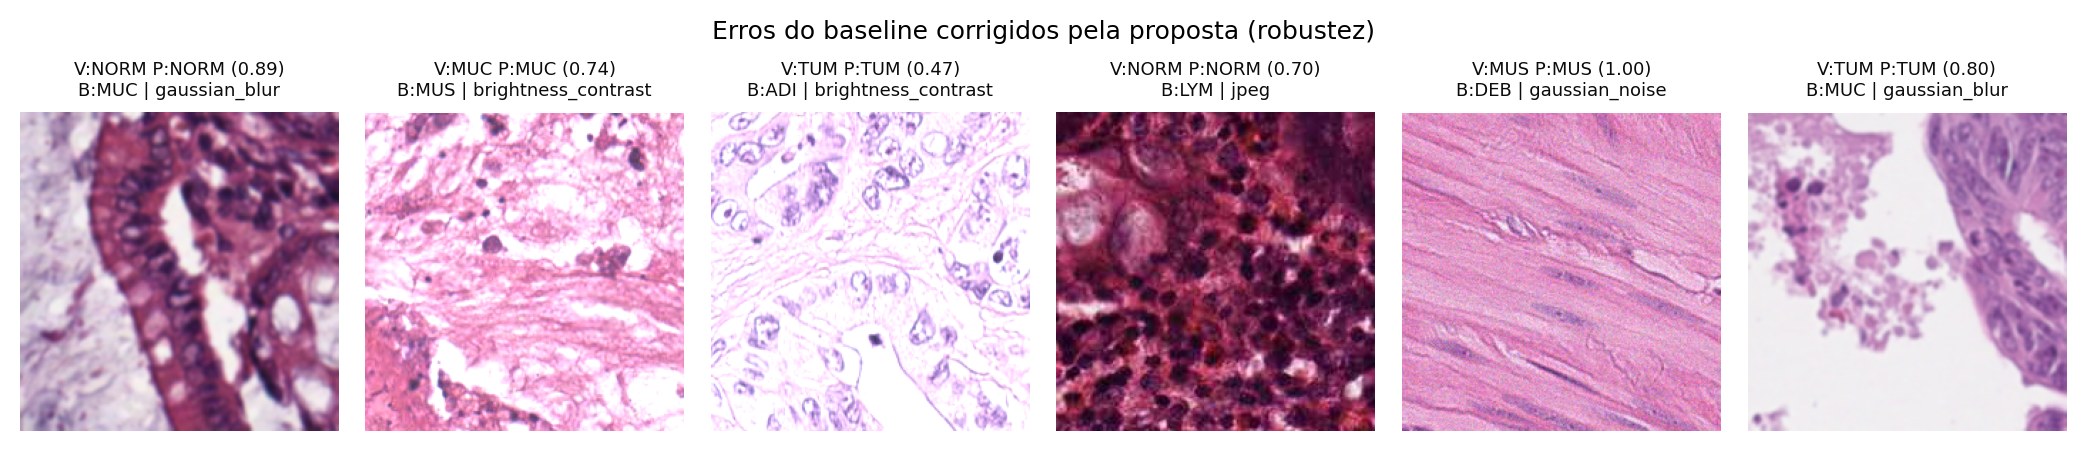 Erros do baseline corrigidos pela proposta (robustez)
V:NORM P:NORM (0.89)
B:MUC | gaussian_blur
V:MUC P:MUC (0.74)
B:MUS | brightness_contrast
V:TUM P:TUM (0.47)
B:ADI | brightness_contrast
V:NORM P:NORM (0.70)
B:LYM | jpeg
V:MUS P:MUS (1.00)
B:DEB | gaussian_noise
V:TUM P:TUM (0.80)
B:MUC | gaussian_blur